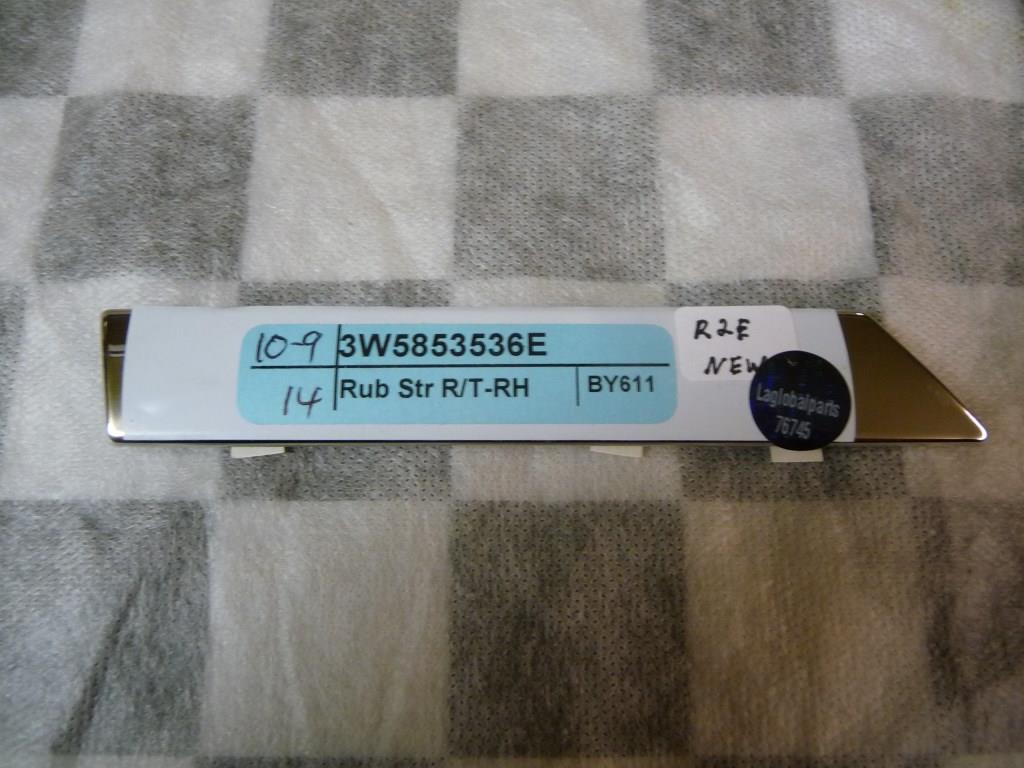 10-9 3W5853536E
14 Rub Str R/T-RH BY611
R2E
NEW
Laglobalparts
76745